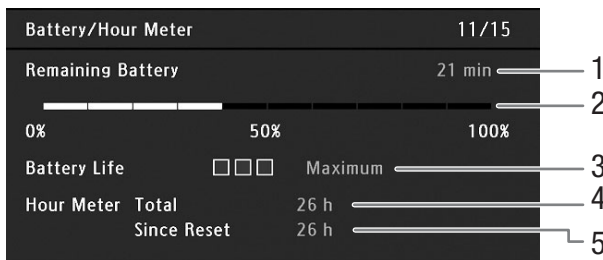 Battery/Hour Meter 11/15
Remaining Battery 21 min 1
2
0% 50% 100%
Battery Life Maximum 3
Hour Meter Total 26 h 4
Since Reset 26 h 5